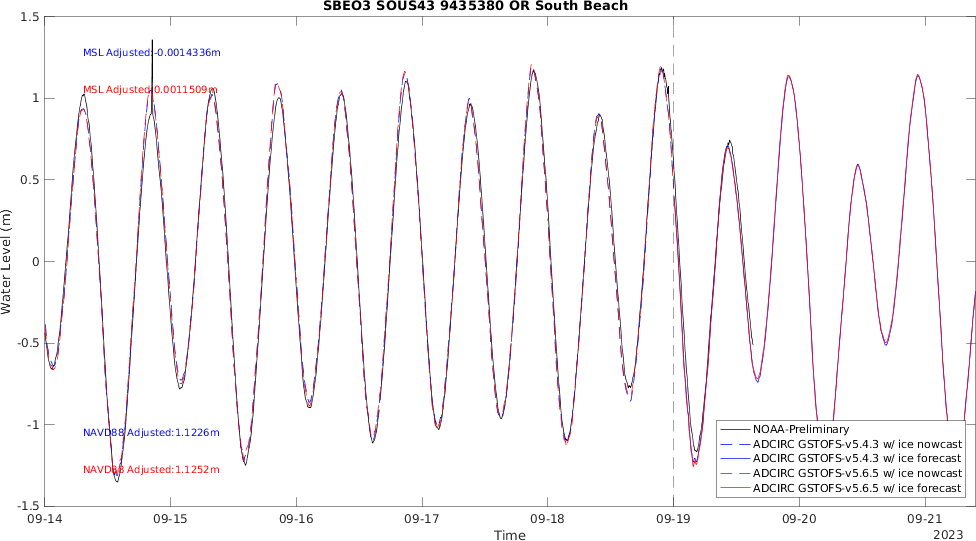 SBEO3 SOUS43 9435380 OR South Beach
1.5
1
0.5
0
-0.5
-1
-1.5
Water Level (m)
MSL Adjusted:-0.0014336m
MSL Adjusted:0.0011509m
NAVD88 Adjusted:1.1226m
NAVD88 Adjusted:1.1252m
NOAA-Preliminary
ADCIRC GSTOFS-v5.4.3 w/ ice nowcast
ADCIRC GSTOFS-v5.4.3 w/ ice forecast
ADCIRC GSTOFS-v5.6.5 w/ ice nowcast
ADCIRC GSTOFS-v5.6.5 w/ ice forecast
09-14 09-15 09-16 09-17 09-18 09-19 09-20 09-21
Time
2023